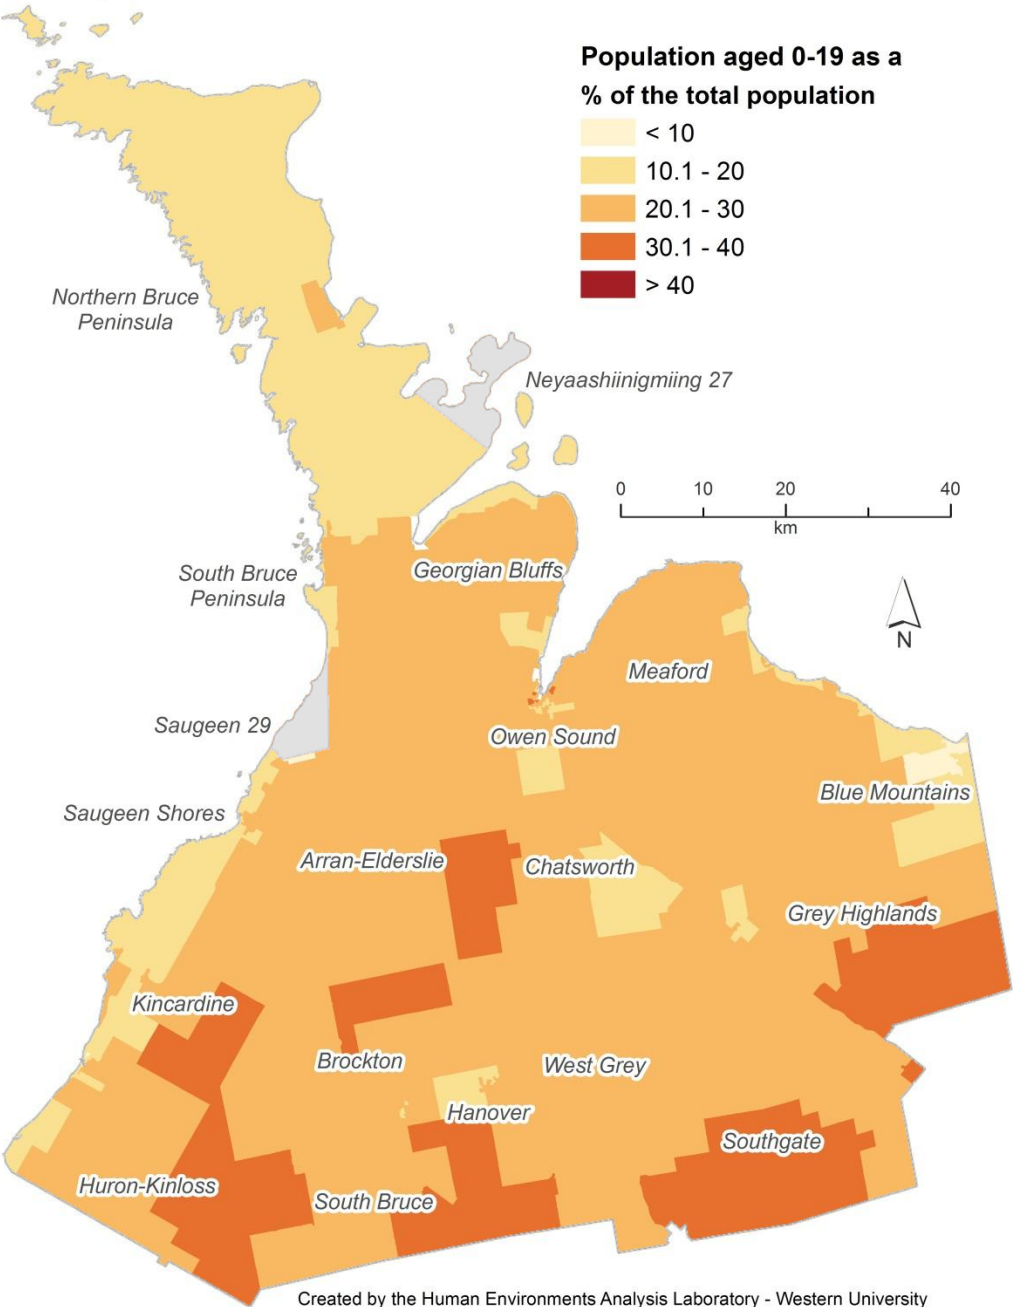 Population aged 0-19 as a
% of the total population
< 10
10.1 - 20
20.1 - 30
30.1 - 40
> 40
Northern Bruce
Peninsula
Neyaashiinigmiing 27
0 10 20 40
km
South Bruce
Peninsula
Georgian Bluffs
N
Meaford
Saugeen 29
Owen Sound
Blue Mountains
Saugeen Shores
Arran-Elderslie
Chatsworth
Grey Highlands
Kincardine
Brockton
West Grey
Hanover
Southgate
Huron-Kinloss
South Bruce
Created by the Human Environments Analysis Laboratory - Western University